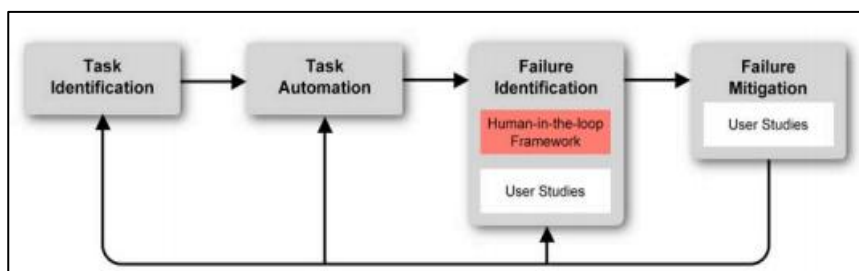 Task
Identification
Task
Automation
Failure
Identification
Human-in-the-loop
Framework
User Studies
Failure
Mitigation
User Studies